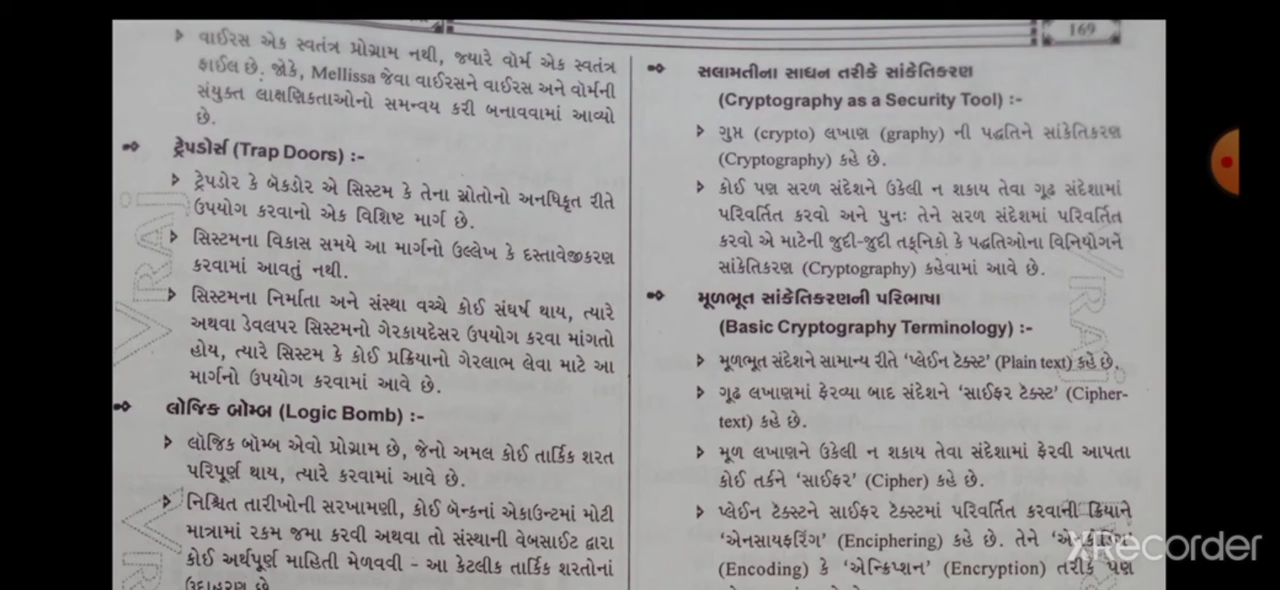 169
▶ વાઈરસ એક સ્વતંત્ર પ્રોગ્રામ નથી, જ્યારે વૉર્મ એક સ્વતંત્ર
ફાઈલ છે. જોકે, Mellissa જેવા વાઈરસને વાઈરસ અને વોર્મની
સંયુક્ત લાક્ષણિકતાઓનો સમન્વય કરી બનાવવામાં આવ્યો
છે.
ટ્રેપડોર્સ (Trap Doors) :-
▶ ટ્રેપડોર કે બૅકડોર એ સિસ્ટમ કે તેના સ્રોતોનો અનધિકૃત રીતે
ઉપયોગ કરવાનો એક વિશિષ્ટ માર્ગ છે.
▶ સિસ્ટમના વિકાસ સમયે આ માર્ગનો ઉલ્લેખ કે દસ્તાવેજીકરણ
કરવામાં આવતું નથી.
▶ સિસ્ટમના નિર્માતા અને સંસ્થા વચ્ચે કોઈ સંઘર્ષ થાય, ત્યારે
અથવા ડેવલપર સિસ્ટમનો ગેરકાયદેસર ઉપયોગ કરવા માંગતો
હોય, ત્યારે સિસ્ટમ કે કોઈ પ્રક્રિયાનો ગેરલાભ લેવા માટે આ
માર્ગનો ઉપયોગ કરવામાં આવે છે.
લોજિક બોમ્બ (Logic Bomb) :-
▶ લૉજિક બૉમ્બ એવો પ્રોગ્રામ છે, જેનો અમલ કોઈ તાર્કિક શરત
પરિપૂર્ણ થાય, ત્યારે કરવામાં આવે છે.
▶ નિશ્ચિત તારીખોની સરખામણી, કોઈ બૅન્કનાં એકાઉન્ટમાં મોટી
માત્રામાં રકમ જમા કરવી અથવા તો સંસ્થાની વેબસાઈટ દ્વારા
કોઈ અર્થપૂર્ણ માહિતી મેળવવી - આ કેટલીક તાર્કિક શરતોનાં
ઉદાહરણ છે.
સલામતીના સાધન તરીકે સાંકેતિકરણ
(Cryptography as a Security Tool) :-
▶ ગુપ્ત (crypto) લખાણ (graphy) ની પદ્ધતિને સાંકેતિકરણ
(Cryptography) કહે છે.
▶ કોઈ પણ સરળ સંદેશને ઉકેલી ન શકાય તેવા ગૂઢ સંદેશામાં
પરિવર્તિત કરવો અને પુનઃ તેને સરળ સંદેશમાં પરિવર્તિત
કરવો એ માટેની જુદી-જુદી તકૂનિકો કે પદ્ધતિઓના વિનિયોગને
સાંકેતિકરણ (Cryptography) કહેવામાં આવે છે.
મૂળભૂત સાંકેતિકરણની પરિભાષા
(Basic Cryptography Terminology) :-
▶ મૂળભૂત સંદેશને સામાન્ય રીતે ‘પ્લેઈન ટેક્સ્ટ’ (Plain text) કહે છે.
▶ ગૂઢ લખાણમાં ફેરવ્યા બાદ સંદેશને ‘સાઈફર ટૅક્સ્ટ’ (Cipher-
text) કહે છે.
▶ મૂળ લખાણને ઉકેલી ન શકાય તેવા સંદેશામાં ફેરવી આપતા
કોઈ તર્કને ‘સાઈફર’ (Cipher) કહે છે.
▶ પ્લેઈન ટૅક્સ્ટને સાઈફર ટૅક્સ્ટમાં પરિવર્તિત કરવાની ક્રિયાને
‘એનસાયફરિંગ’ (Enciphering) કહે છે. તેને
(Encoding) કે ‘એન્ક્રિપ્શન’ (Encryption) તરીકે પણ
VRAJ
XRecorder